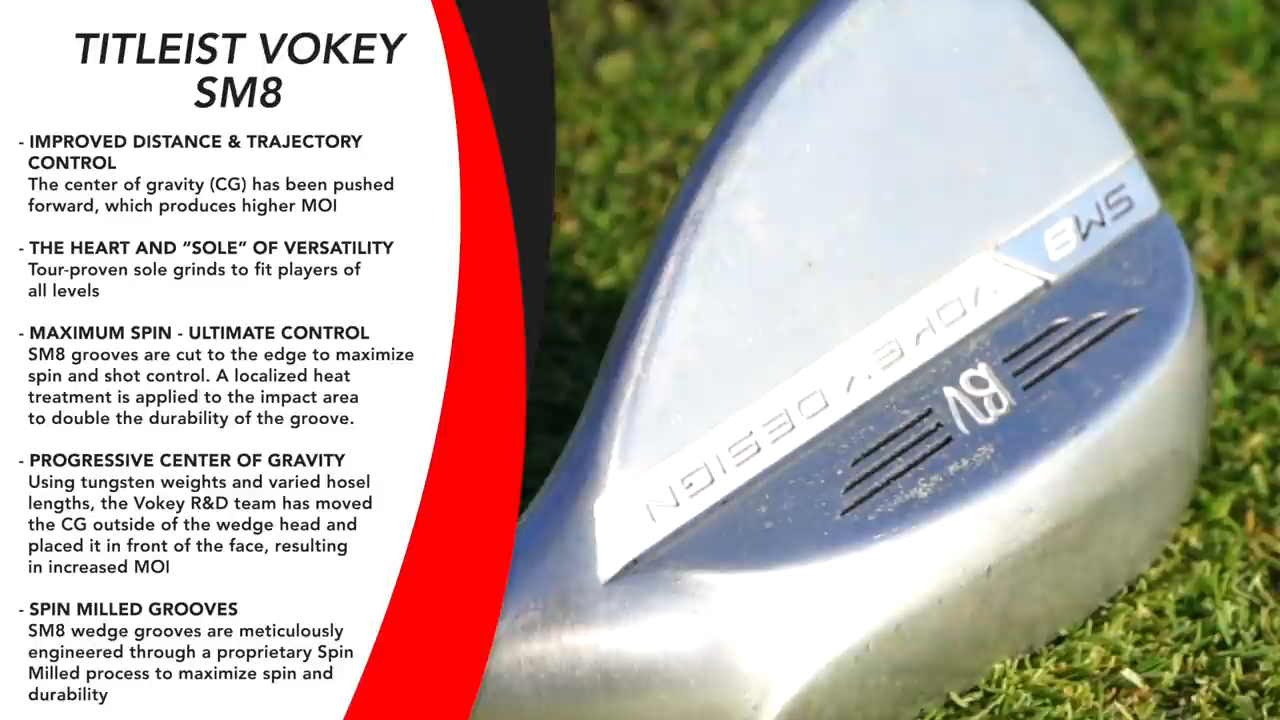 TITLEIST VOKEY
SM8
- IMPROVED DISTANCE & TRAJECTORY
CONTROL
The center of gravity (CG) has been pushed
forward, which produces higher MOI
- THE HEART AND “SOLE” OF VERSATILITY
Tour-proven sole grinds to fit players of
all levels
- MAXIMUM SPIN - ULTIMATE CONTROL
SM8 grooves are cut to the edge to maximize
spin and shot control. A localized heat
treatment is applied to the impact area
to double the durability of the groove.
- PROGRESSIVE CENTER OF GRAVITY
Using tungsten weights and varied hosel
lengths, the Vokey R&D team has moved
the CG outside of the wedge head and
placed it in front of the face, resulting
in increased MOI
- SPIN MILLED GROOVES
SM8 wedge grooves are meticulously
engineered through a proprietary Spin
Milled process to maximize spin and
durability
SM8
VOKEY DESIGN
BV